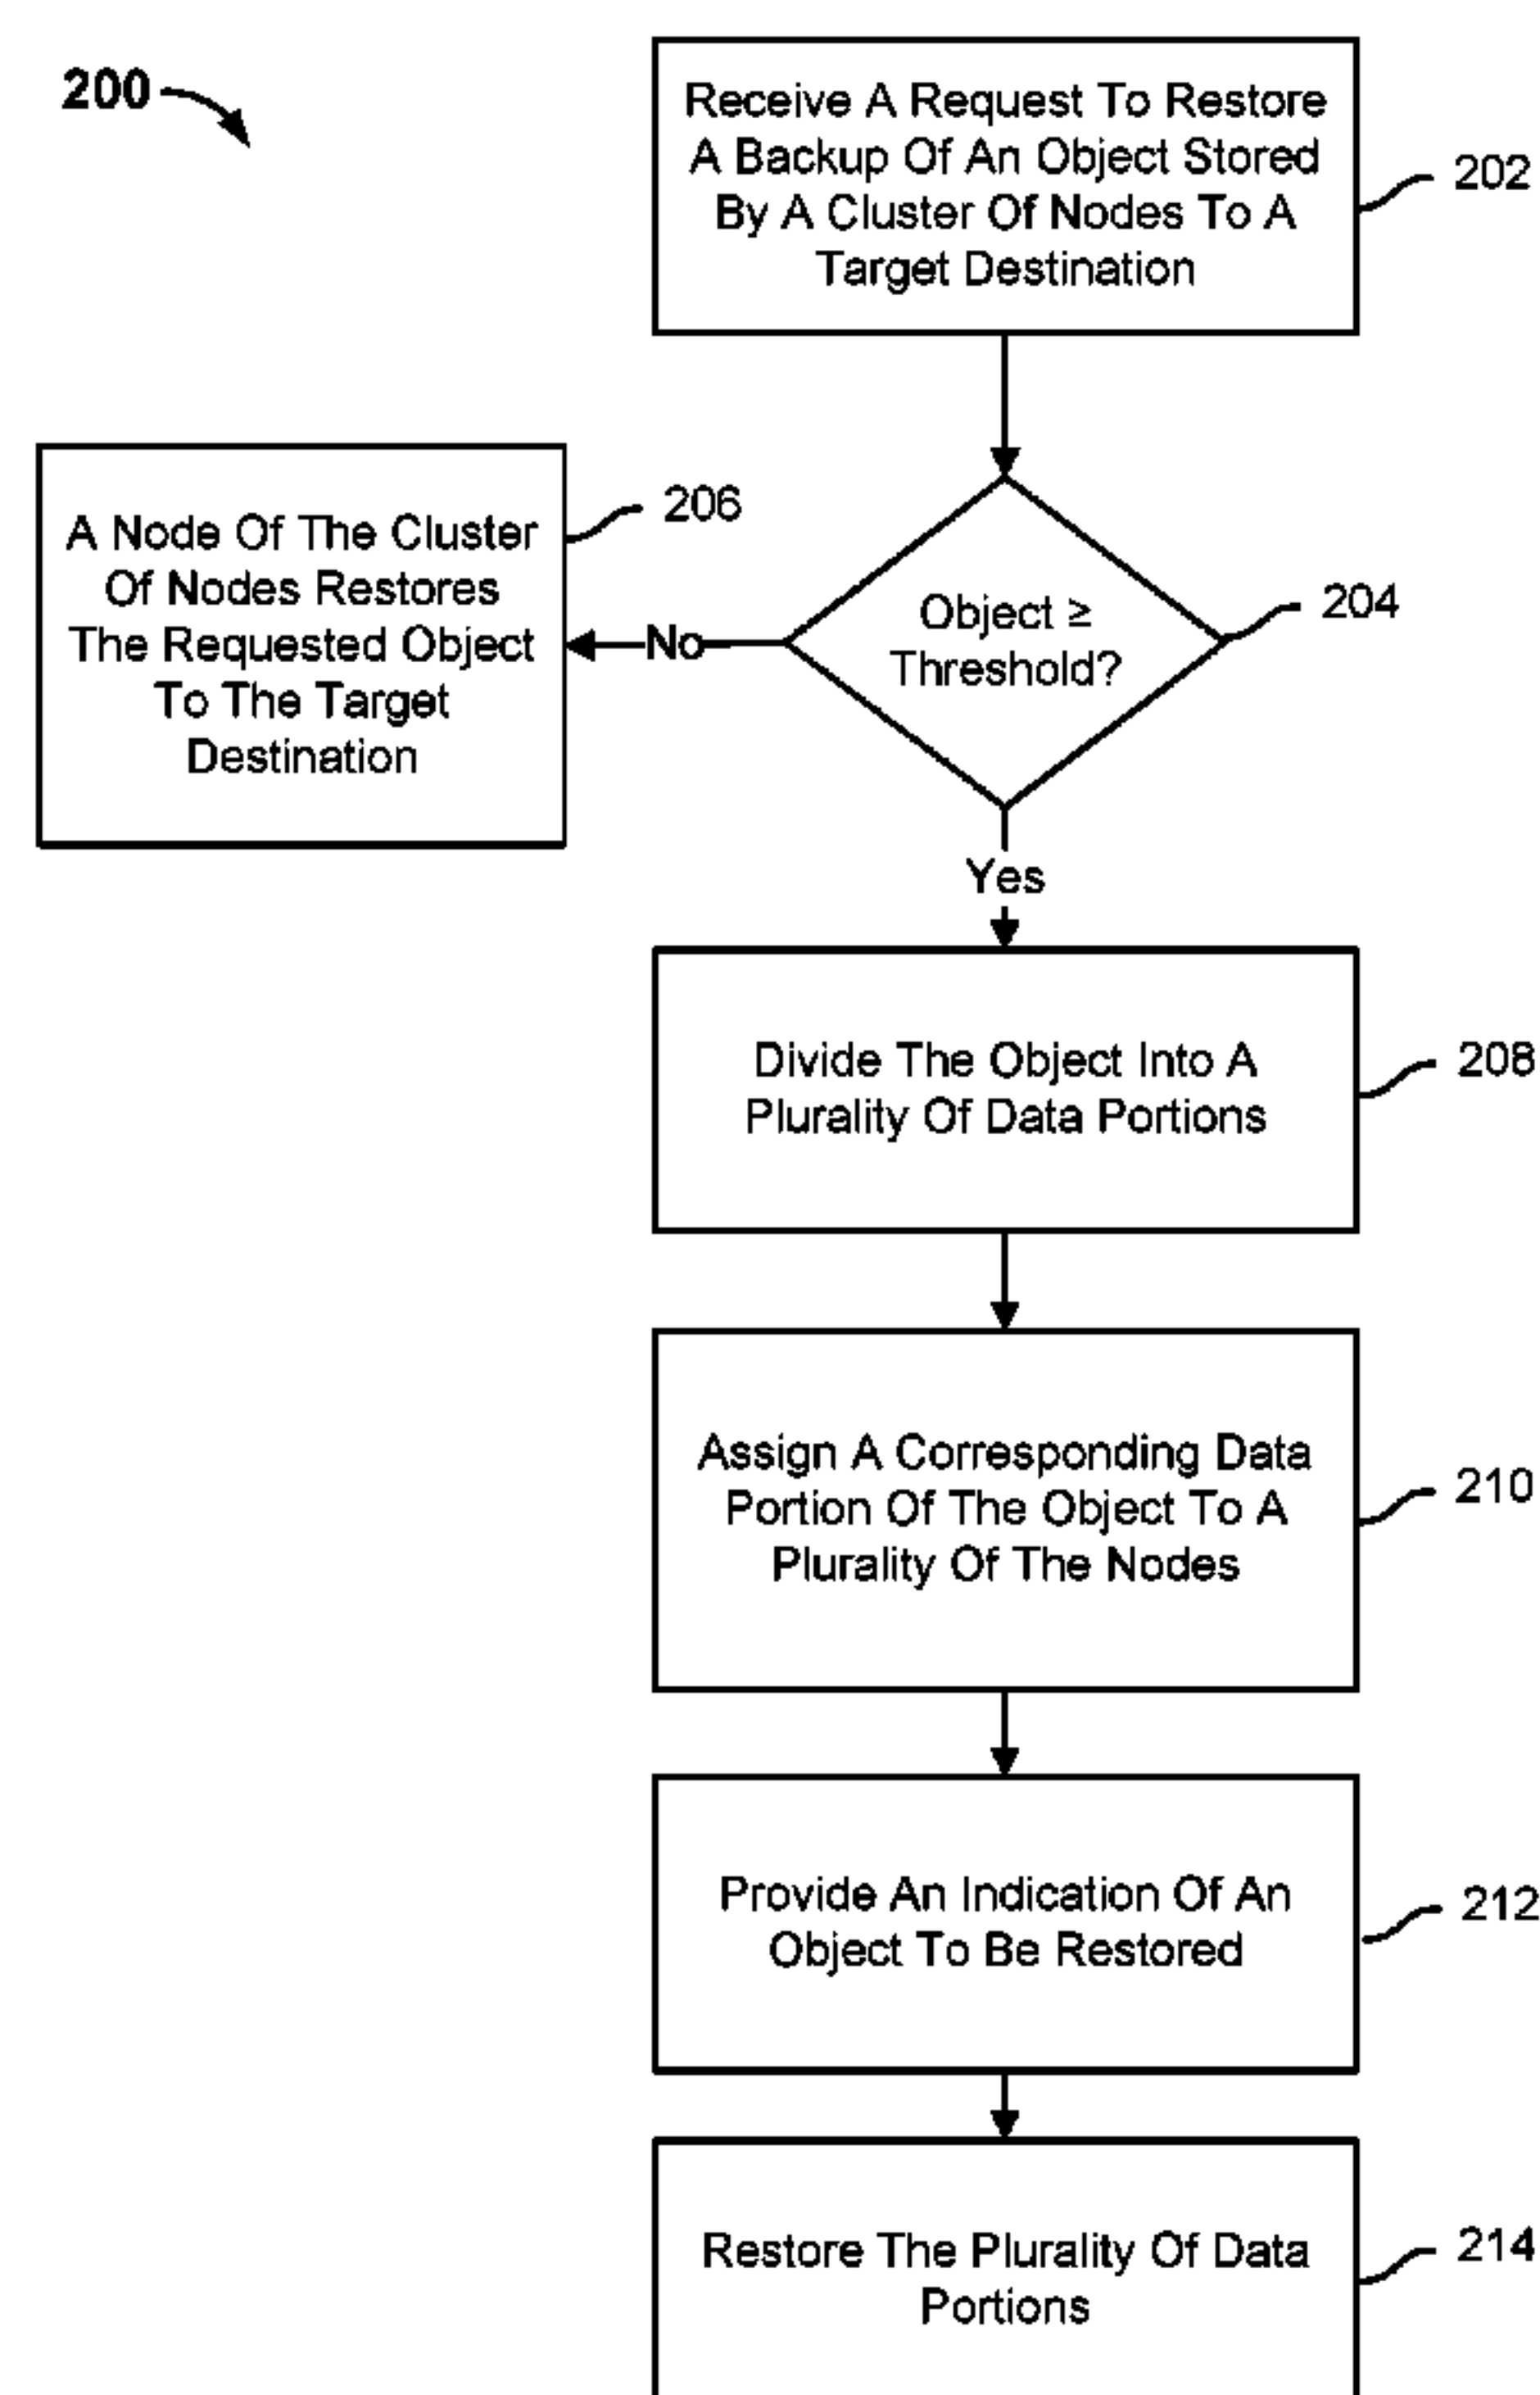 200
Receive A Request To Restore
A Backup Of An Object Stored
By A Cluster Of Nodes To A
Target Destination
202
A Node Of The Cluster
Of Nodes Restores
The Requested Object
To The Target
Destination
206
No
Object ≥
Threshold?
204
Yes
Divide The Object Into A
Plurality Of Data Portions
208
Assign A Corresponding Data
Portion Of The Object To A
Plurality Of The Nodes
210
Provide An Indication Of An
Object To Be Restored
212
Restore The Plurality Of Data
Portions
214